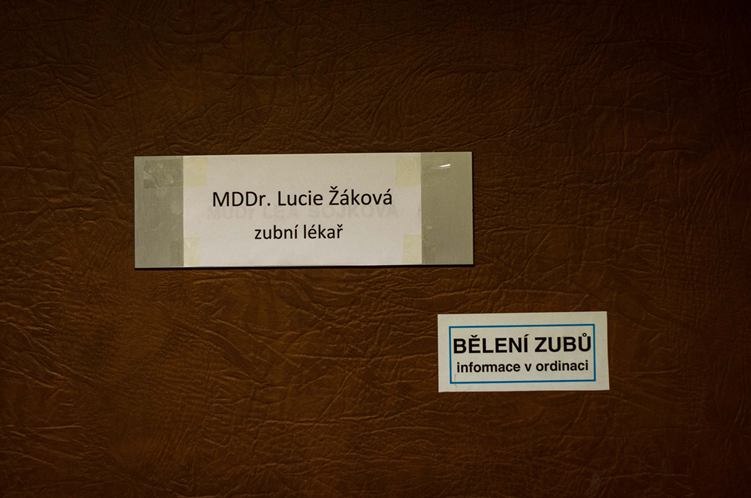 MDDr. Lucie Žáková
zubní lékař
BĚLENÍ ZUBŮ
informace v ordinaci